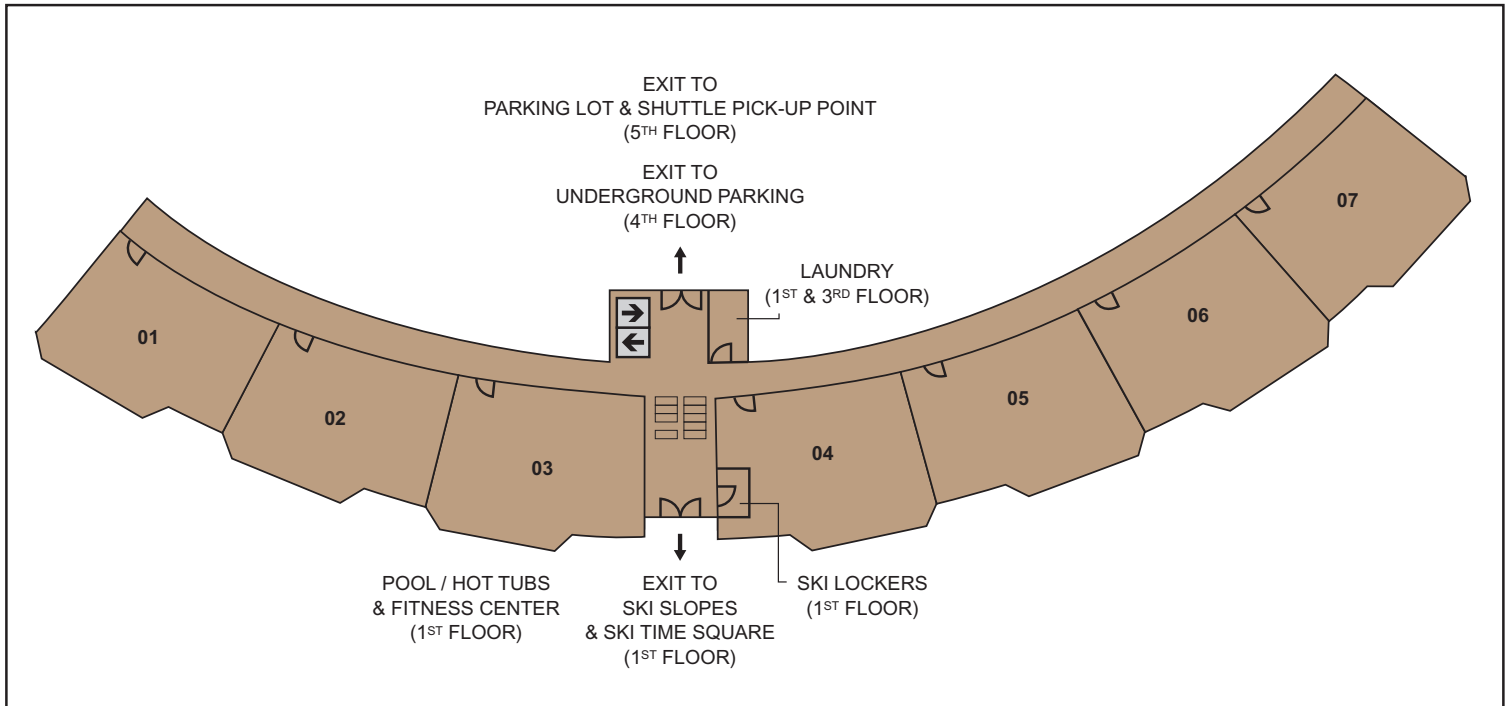 EXIT TO
PARKING LOT & SHUTTLE PICK-UP POINT
(5TH FLOOR)
EXIT TO
UNDERGROUND PARKING
(4TH FLOOR)
LAUNDRY
(1ST & 3RD FLOOR)
01
02
03
04
05
06
07
POOL / HOT TUBS
& FITNESS CENTER
(1ST FLOOR)
EXIT TO
SKI SLOPES
& SKI TIME SQUARE
(1ST FLOOR)
SKI LOCKERS
(1ST FLOOR)